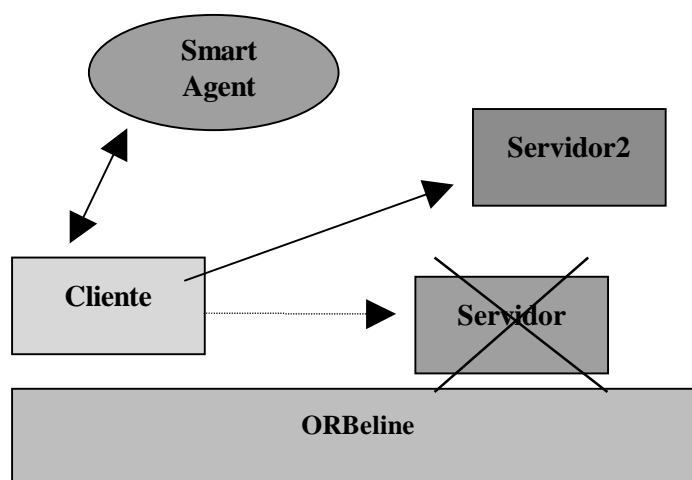 Smart
Agent
Servidor2
Cliente
Servidor
ORBeline